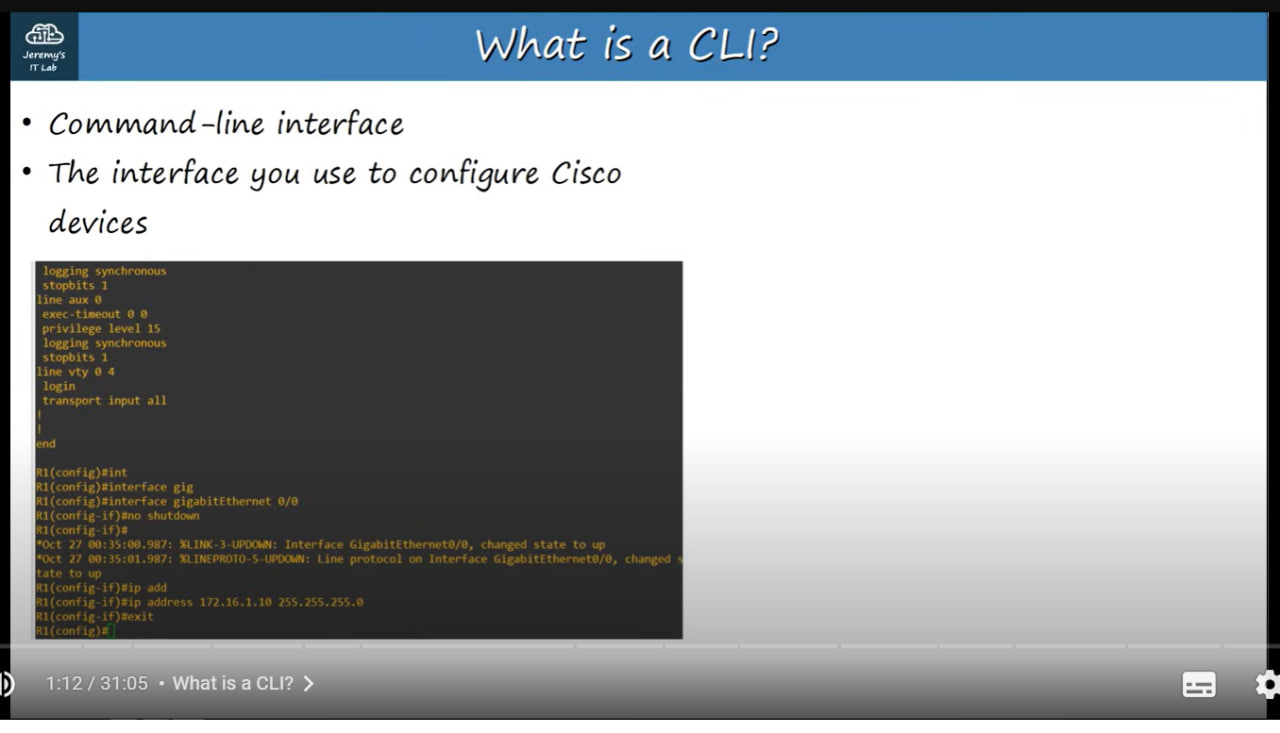 Jeremy's
IT Lab
What is a CLI?
• Command-line interface
• The interface you use to configure Cisco
devices
logging synchronous
stopbits 1
line aux 0
exec-timeout 0 0
privilege level 15
logging synchronous
stopbits 1
line vty 0 4
login
transport input all
!
!
end
R1(config)#int
R1(config)#interface gig
R1(config)#interface gigabitEthernet 0/0
R1(config-if)#no shutdown
R1(config-if)#
*Oct 27 00:35:00.987: %LINK-3-UPDOWN: Interface GigabitEthernet0/0, changed state to up
*Oct 27 00:35:01.987: %LINEPROTO-5-UPDOWN: Line protocol on Interface GigabitEthernet0/0, changed s
tate to up
R1(config-if)#ip add
R1(config-if)#ip address 172.16.1.10 255.255.255.0
R1(config-if)#exit
R1(config)#
1:12 / 31:05 • What is a CLI? >